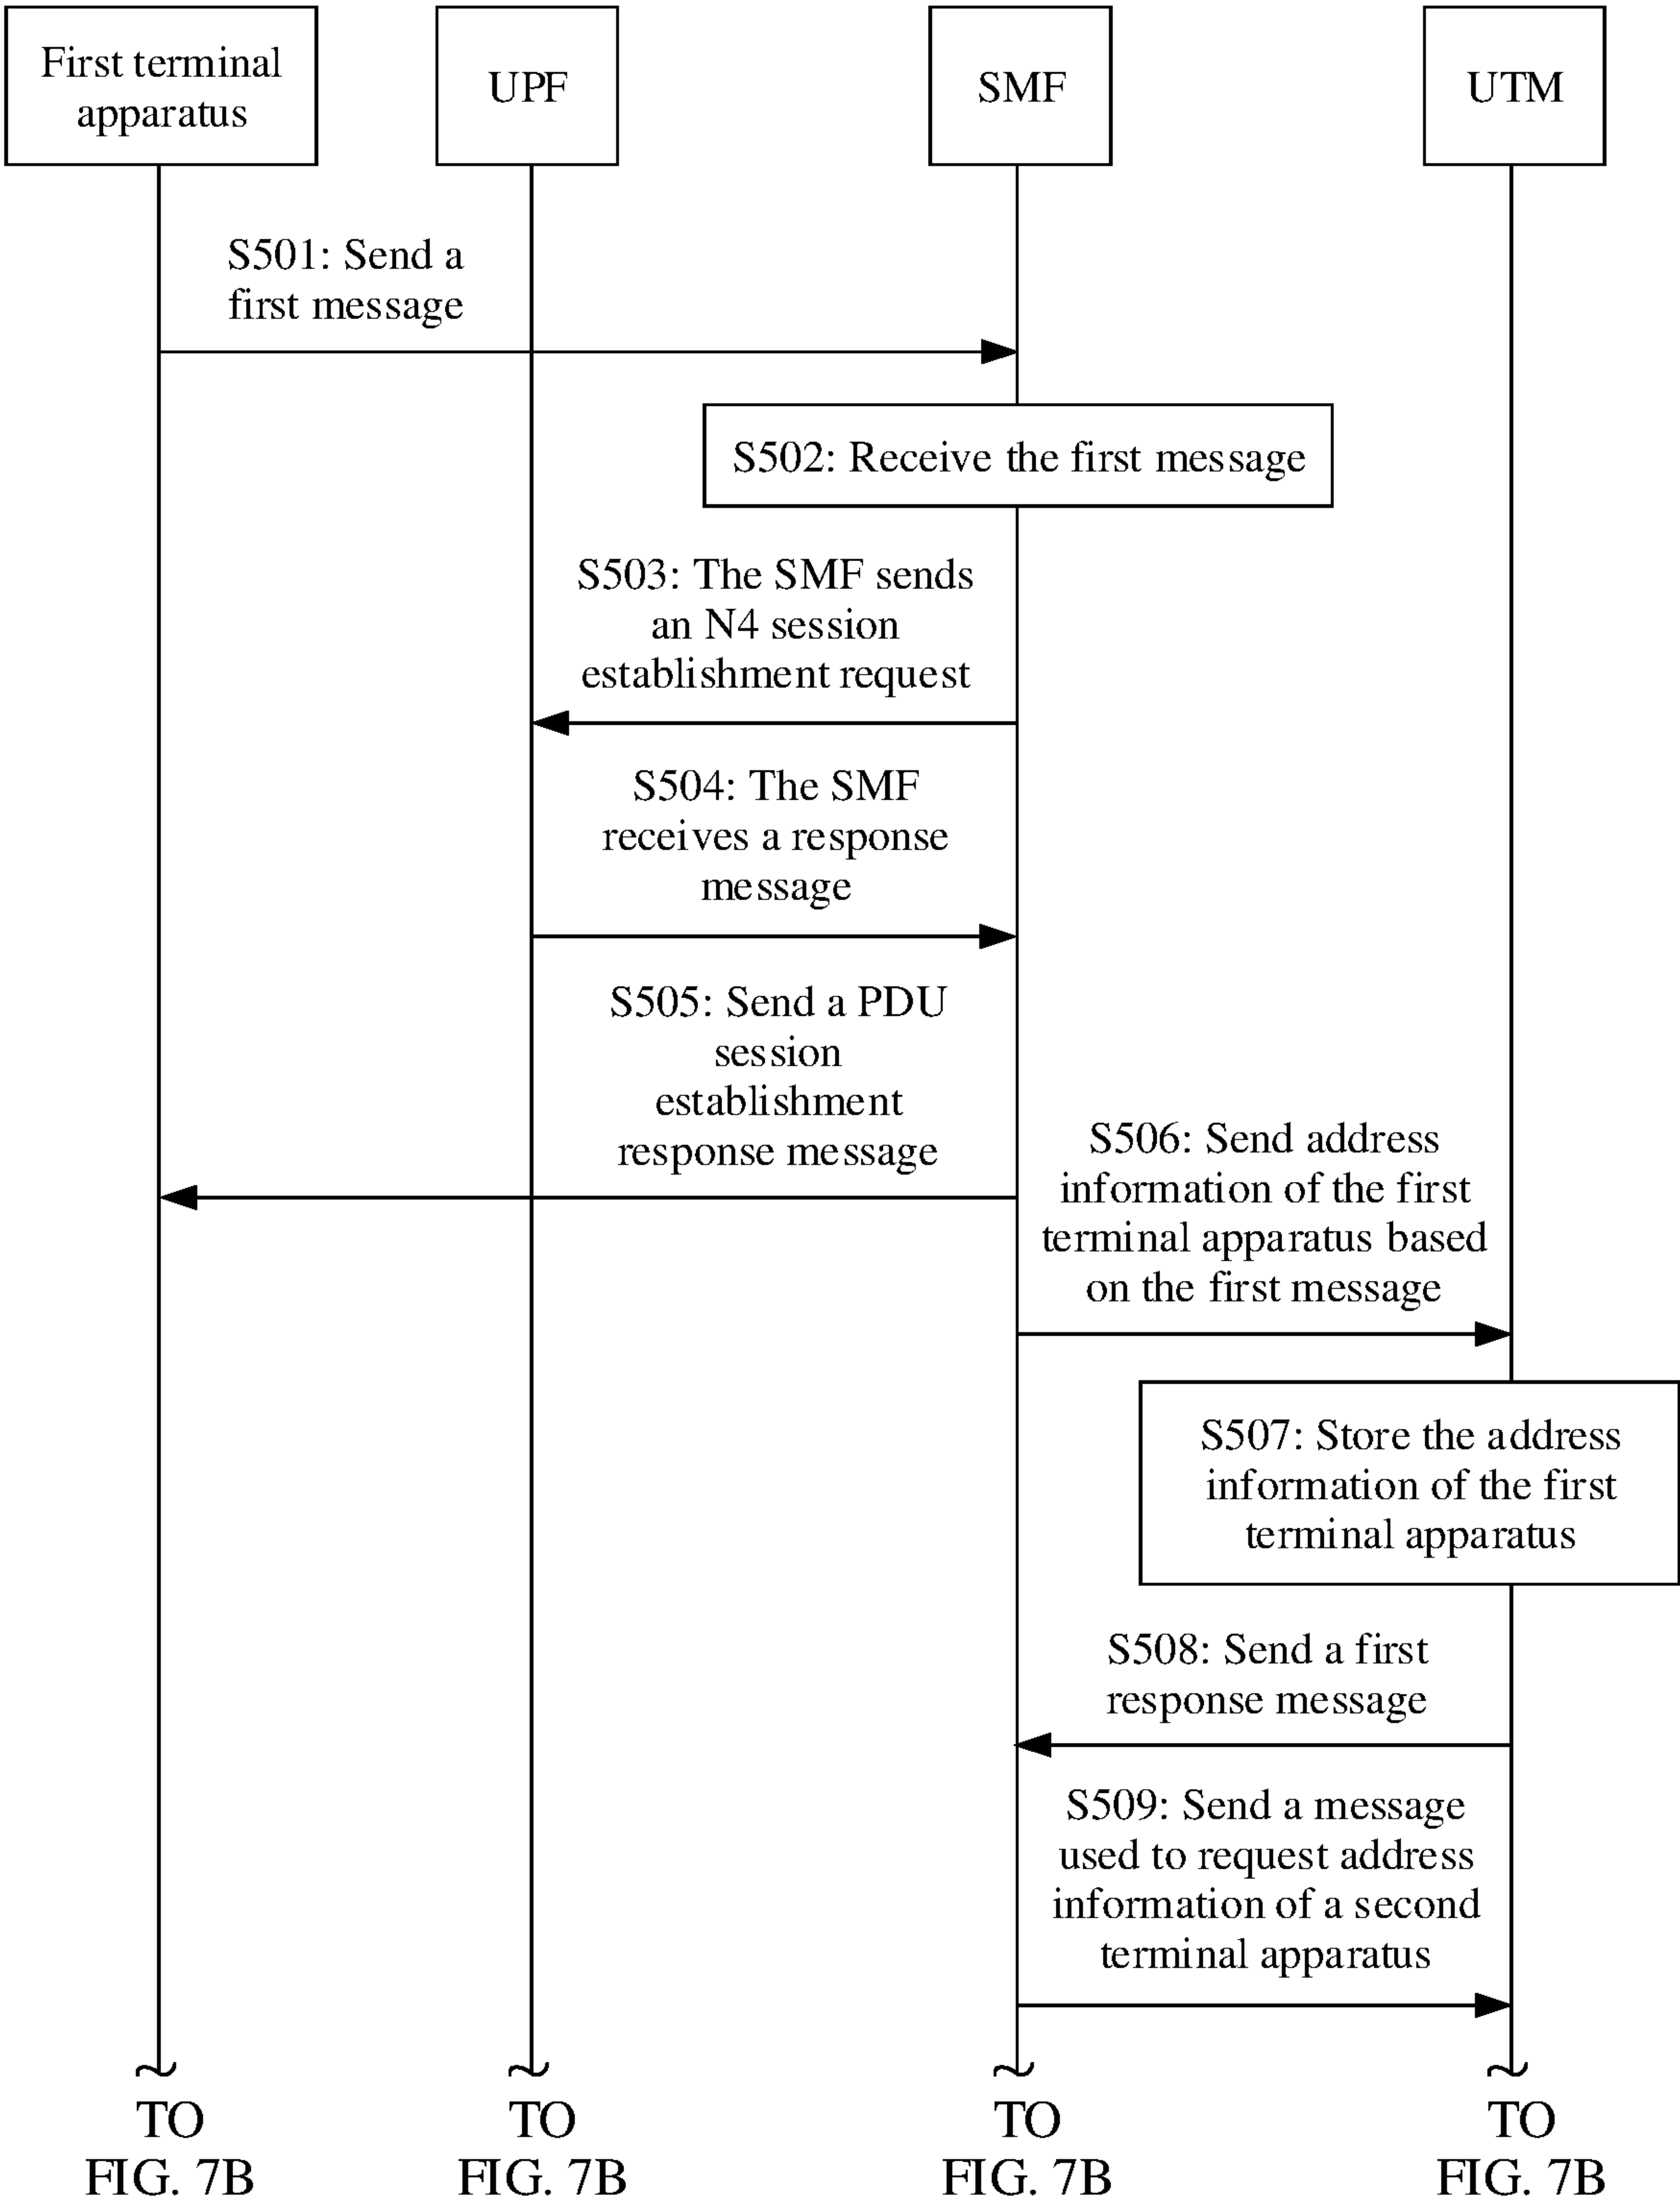 First terminal
apparatus
UPF
SMF
UTM
S501: Send a
first message
S502: Receive the first message
S503: The SMF sends
an N4 session
establishment request
S504: The SMF
receives a response
message
S505: Send a PDU
session
establishment
response message
S506: Send address
information of the first
terminal apparatus based
on the first message
S507: Store the address
information of the first
terminal apparatus
S508: Send a first
response message
S509: Send a message
used to request address
information of a second
terminal apparatus
TO
FIG. 7B
TO
FIG. 7B
TO
FIG. 7B
TO
FIG. 7B